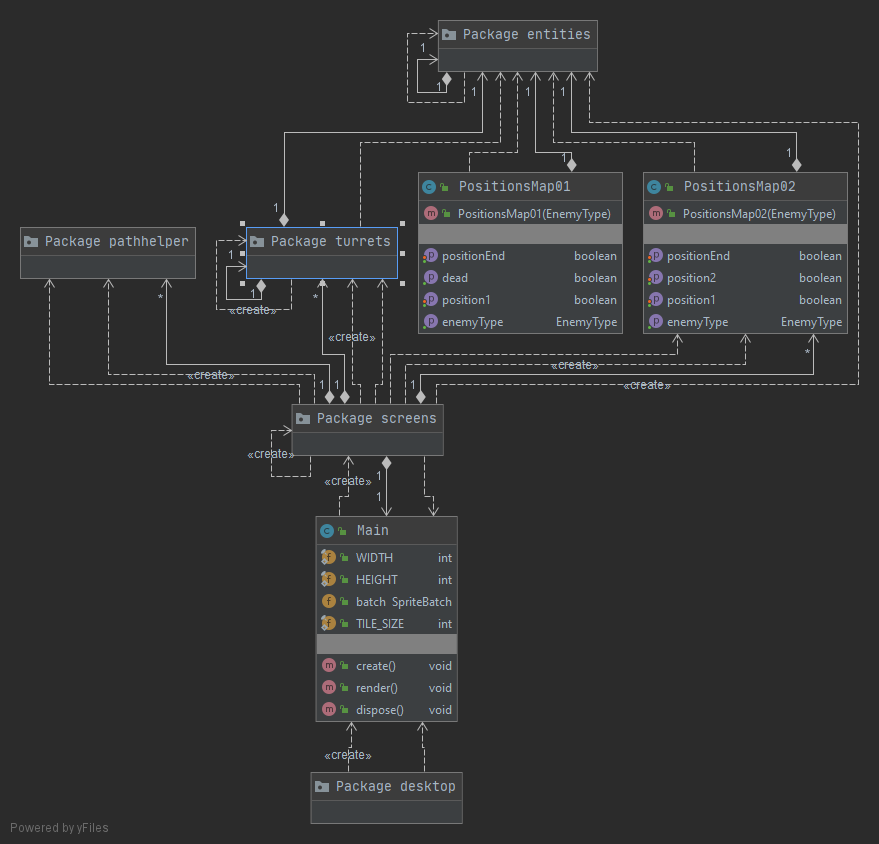 Package entities
1
1
1
1
1
1
1
1
PositionsMap01
PositionsMap01(EnemyType)
positionEnd boolean
dead boolean
position1 boolean
enemyType EnemyType
PositionsMap02
PositionsMap02(EnemyType)
positionEnd boolean
position2 boolean
position1 boolean
enemyType EnemyType
Package pathhelper
Package turrets
1
1
«create»
*
*
«create»
«create»
«create»
*
«create»
1
1
1
Package screens
«create»
«create»
1
1
Main
WIDTH int
HEIGHT int
batch SpriteBatch
TILE_SIZE int
create() void
render() void
dispose() void
«create»
Package desktop
Powered by yFiles